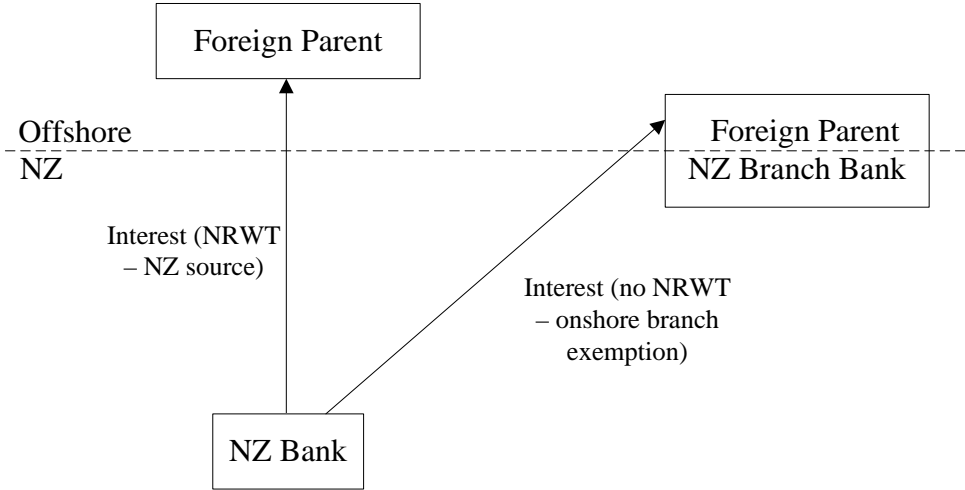 Foreign Parent
Offshore
NZ
Foreign Parent
NZ Branch Bank
Interest (NRWT
– NZ source)
Interest (no NRWT
– onshore branch
exemption)
NZ Bank